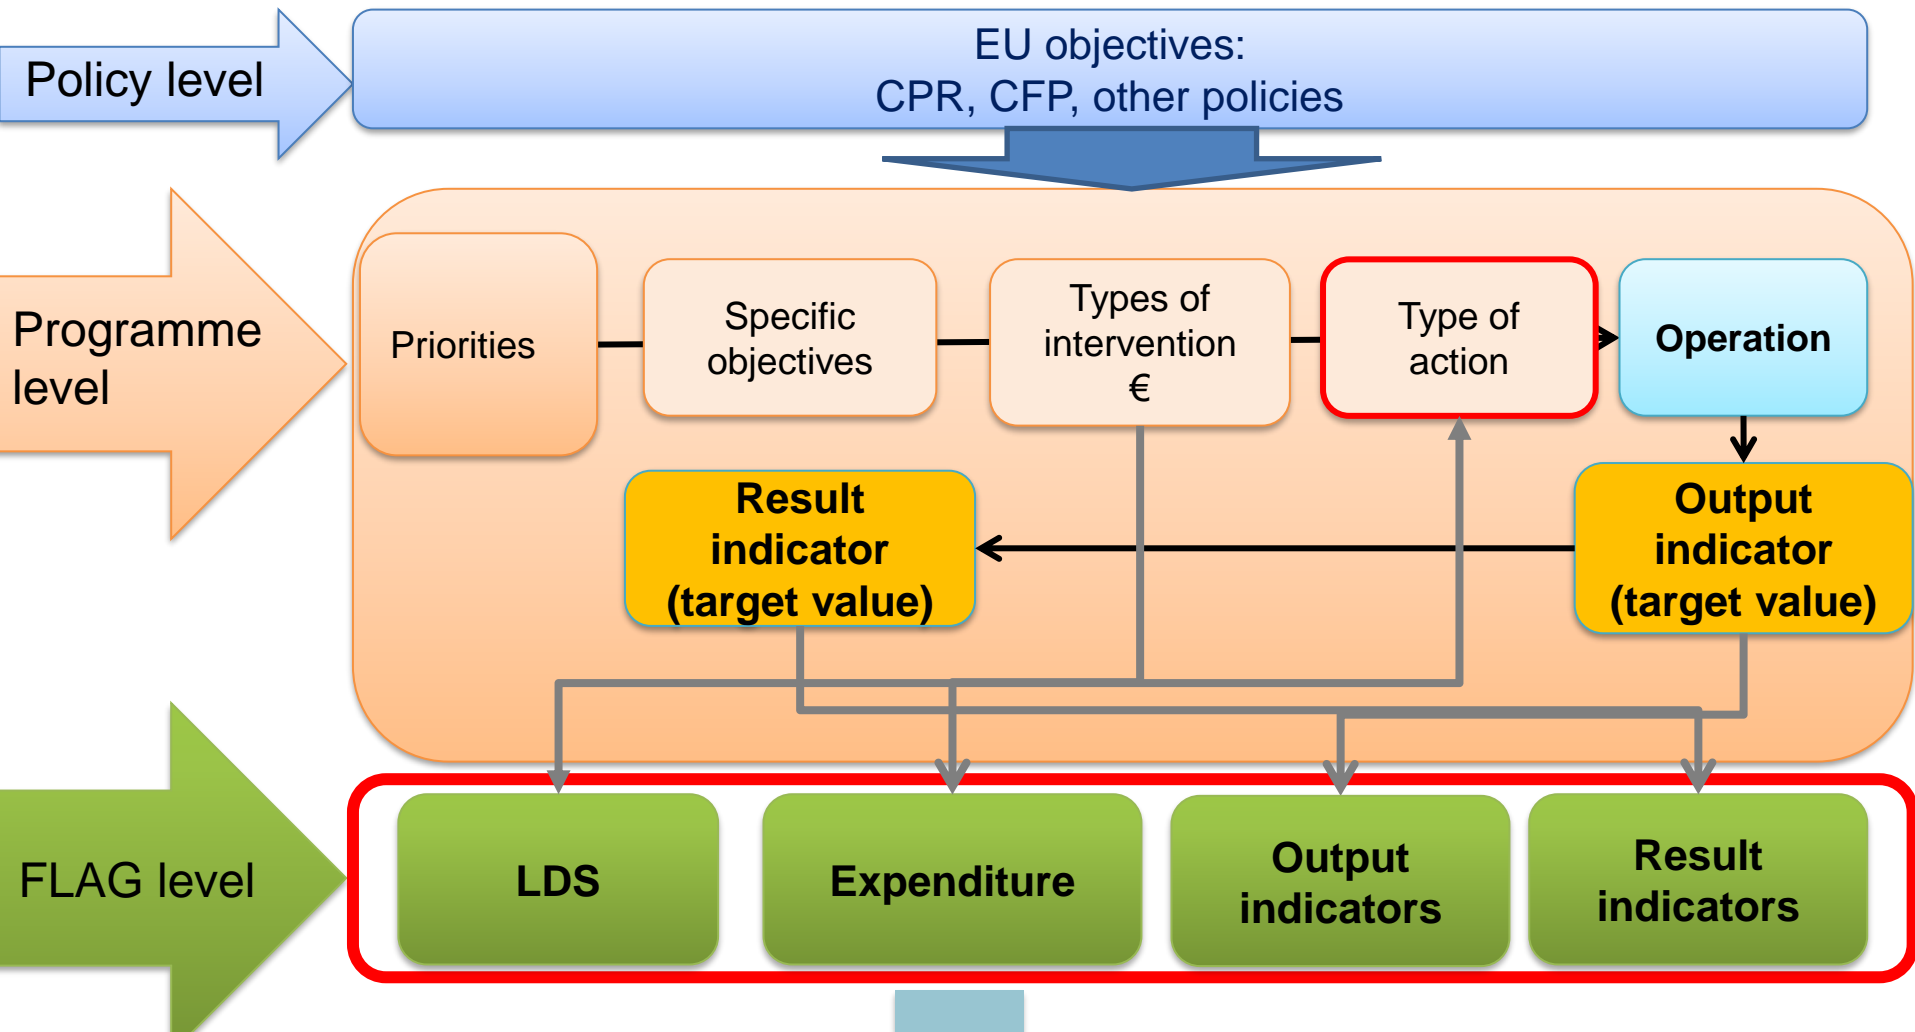 Policy level
EU objectives:
CPR, CFP, other policies
Programme
level
Priorities
Specific
objectives
Types of
intervention
€
Type of
action
Operation
Result
indicator
(target value)
Output
indicator
(target value)
FLAG level
LDS
Expenditure
Output
indicators
Result
indicators